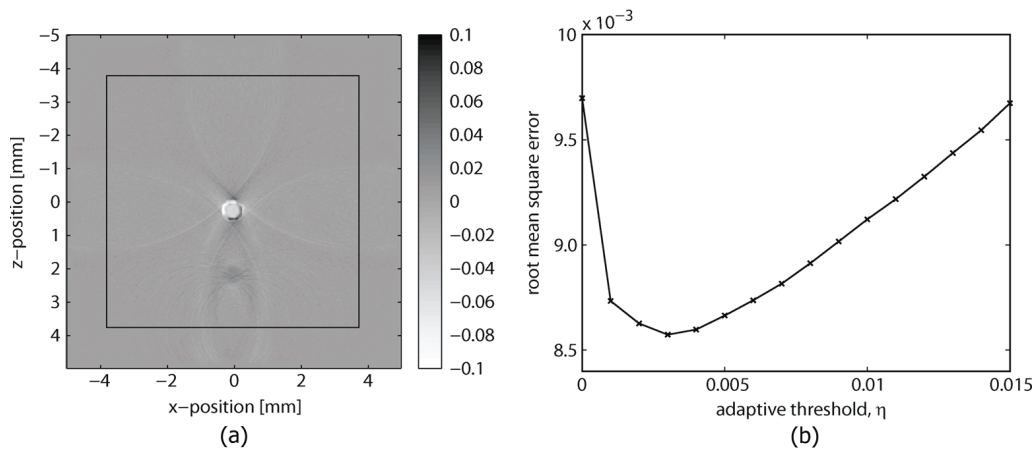 −5
−4
−3
−2
−1
0
1
2
3
4
z−position [mm]
−4 −2 0 2 4
x−position [mm]
0.1
0.08
0.06
0.04
0.02
0
−0.02
−0.04
−0.06
−0.08
−0.1
(a)
x 10⁻³
10
9.5
9.0
8.5
root mean square error
0 0.005 0.01 0.015
adaptive threshold, η
(b)